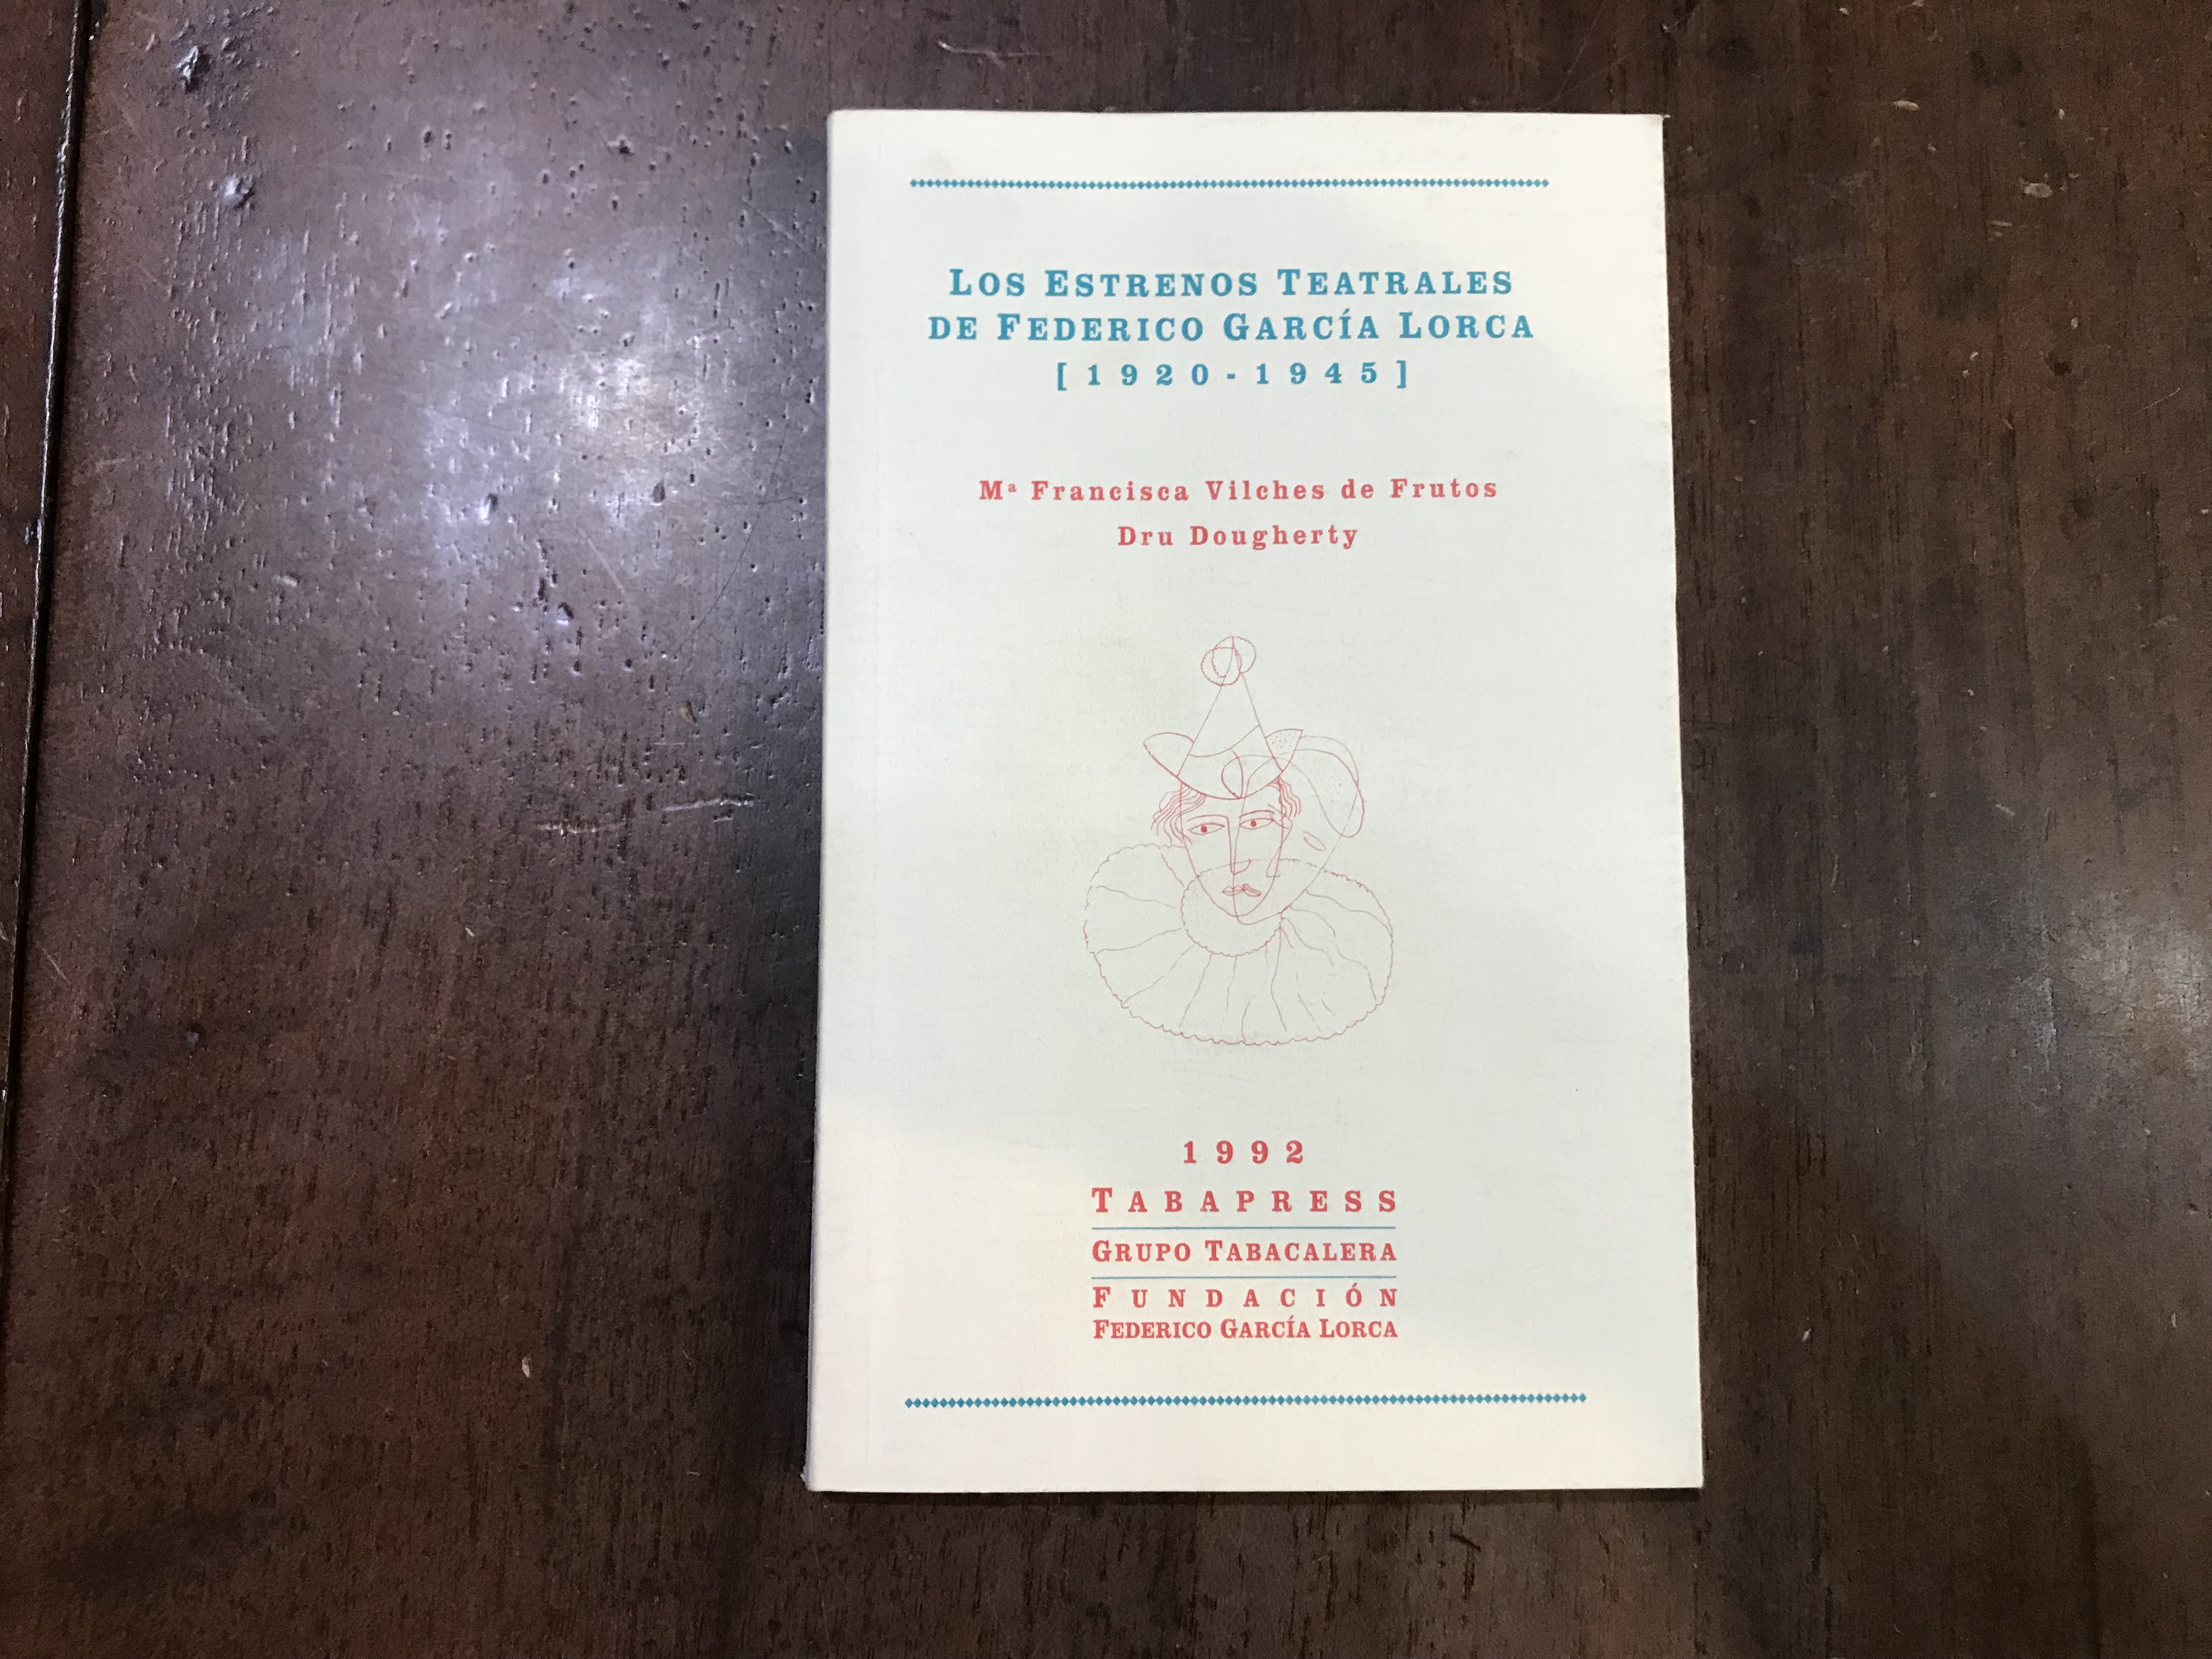 LOS ESTRENOS TEATRALES
DE FEDERICO GARCÍA LORCA
[1920-1945]
Mª Francisca Vilches de Frutos
Dru Dougherty
1992
TABAPRESS
GRUPO TABACALERA
FUNDACIÓN
FEDERICO GARCÍA LORCA